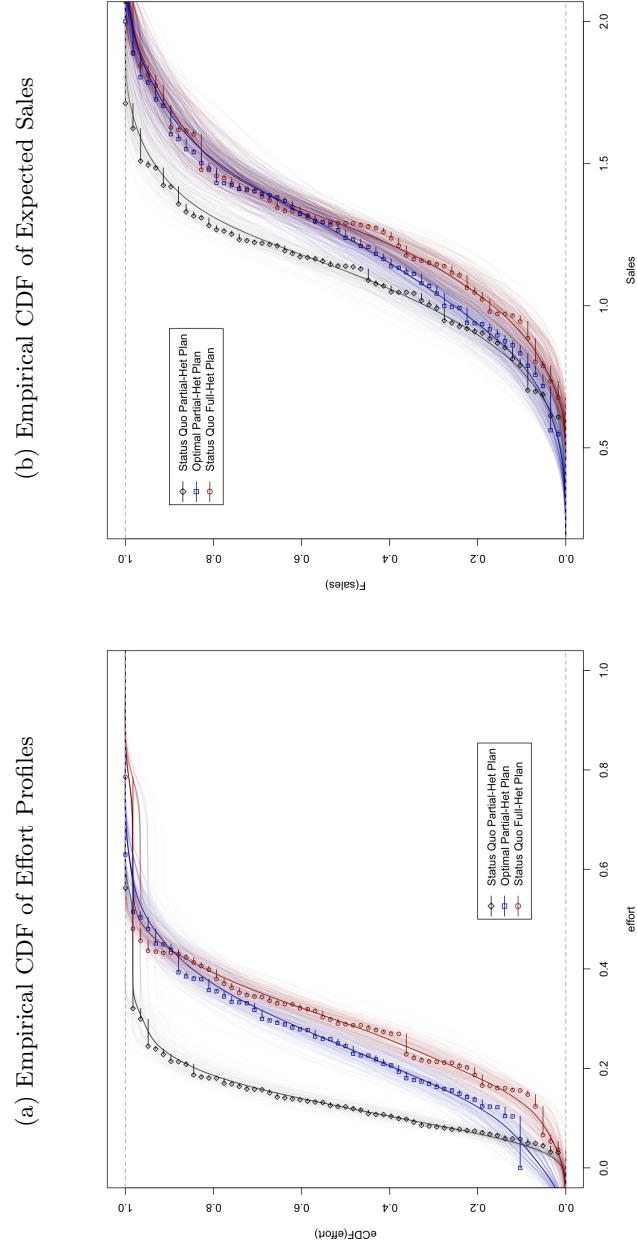 (a) Empirical CDF of Effort Profiles
eCDF(effort)
1.0
0.8
0.6
0.4
0.2
0.0
Status Quo Partial-Het Plan
Optimal Partial-Het Plan
Status Quo Full-Het Plan
0.0 0.2 0.4 0.6 0.8 1.0
effort
(b) Empirical CDF of Expected Sales
F(sales)
1.0
0.8
0.6
0.4
0.2
0.0
Status Quo Partial-Het Plan
Optimal Partial-Het Plan
Status Quo Full-Het Plan
0.5 1.0 1.5 2.0
Sales